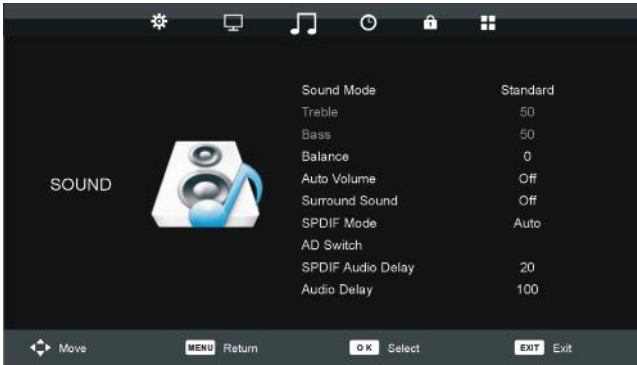 Sound Mode Standard
Treble 50
Bass 50
Balance 0
SOUND
Auto Volume Off
Surround Sound Off
SPDIF Mode Auto
AD Switch
SPDIF Audio Delay 20
Audio Delay 100
Move MENU Return OK Select EXIT Exit